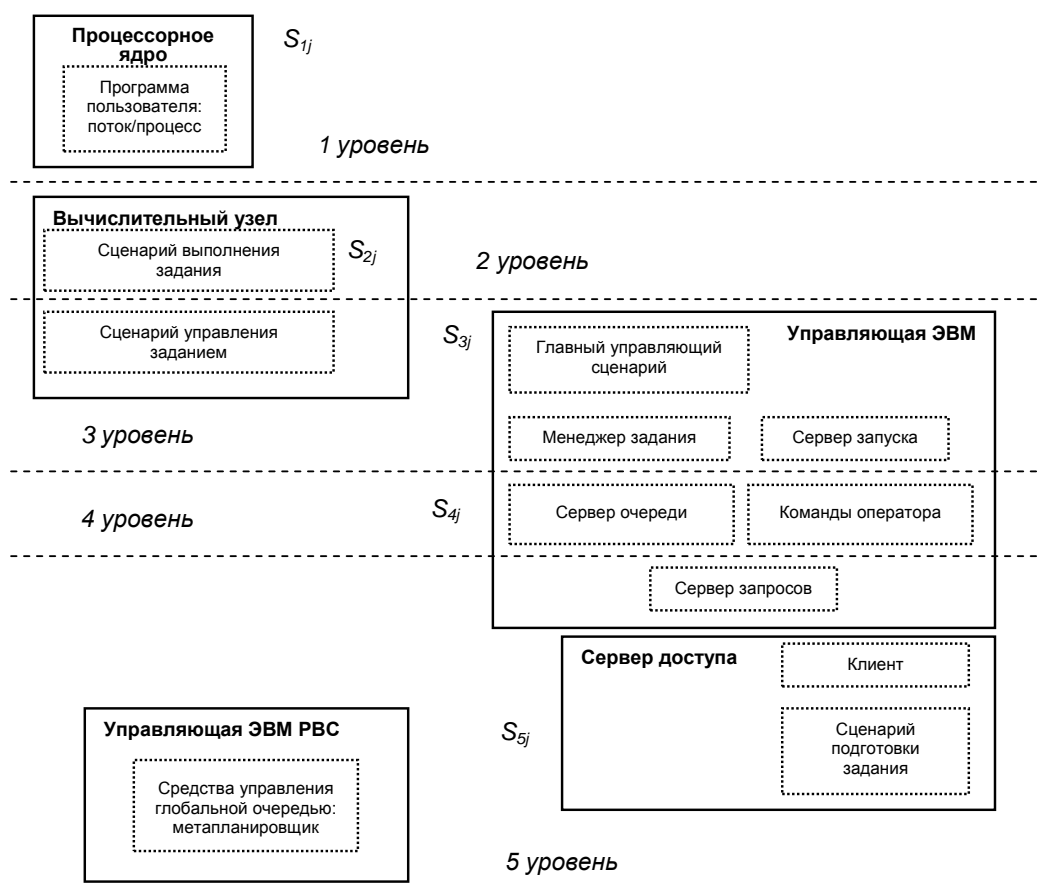 Процессорное
ядро
S1j
Программа
пользователя:
поток/процесс
1 уровень
Вычислительный узел
Сценарий выполнения
задания
S2j
2 уровень
Сценарий управления
заданием
S3j
Управляющая ЭВМ
Главный управляющий
сценарий
3 уровень
Менеджер задания
Сервер запуска
4 уровень
S4j
Сервер очереди
Команды оператора
Сервер запросов
Сервер доступа
Клиент
Управляющая ЭВМ РВС
S5j
Сценарий
подготовки
задания
Средства управления
глобальной очередью:
метапланировщик
5 уровень